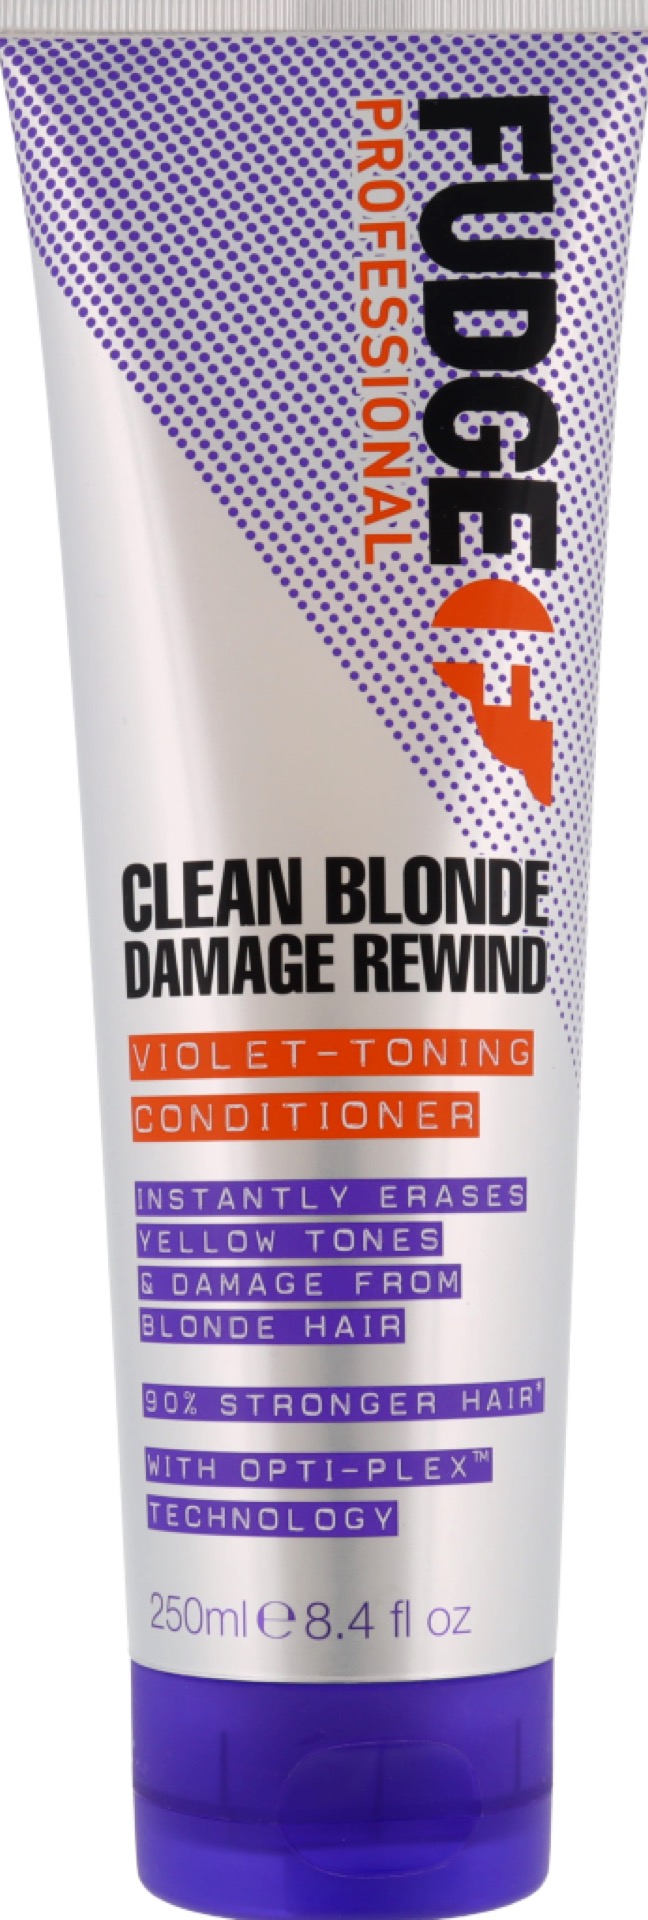 FUDGE
PROFESSIONAL
CLEAN BLONDE
DAMAGE REWIND
VIOLET-TONING
CONDITIONER
INSTANTLY ERASES
YELLOW TONES
& DAMAGE FROM
BLONDE HAIR
90% STRONGER HAIR*
WITH OPTI-PLEX™
TECHNOLOGY
250ml ℮ 8.4 fl oz